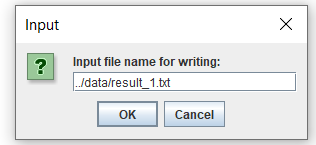 Input
?
Input file name for writing:
../data/result_1.txt
OK Cancel